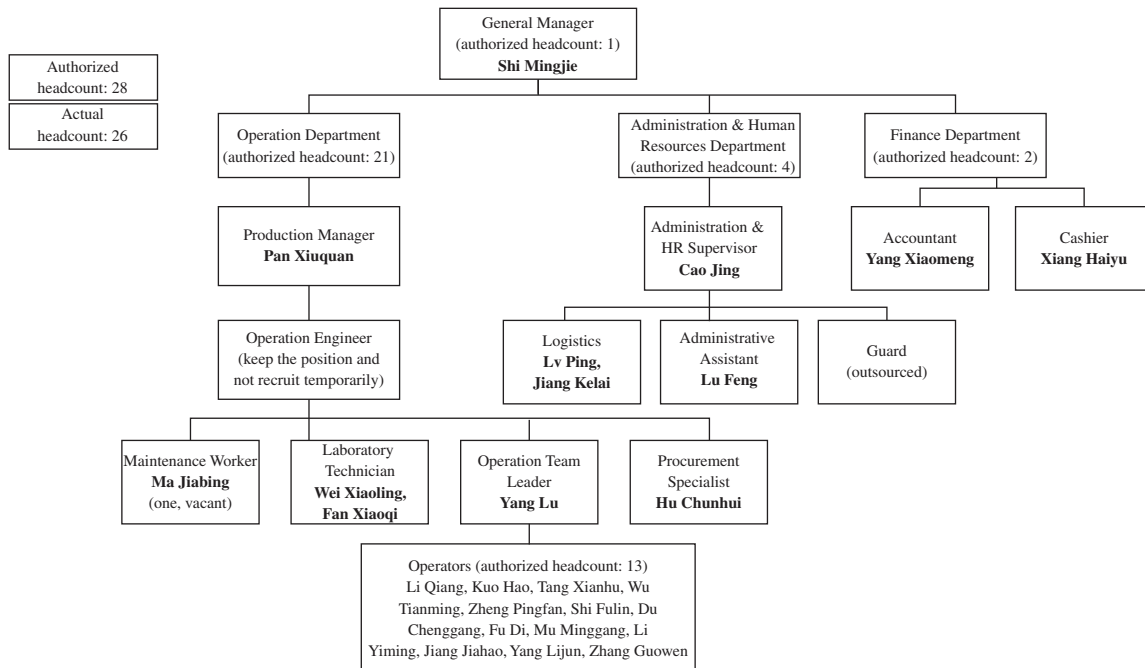 General Manager
(authorized headcount: 1)
Shi Mingjie
Authorized
headcount: 28
Actual
headcount: 26
Operation Department
(authorized headcount: 21)
Administration & Human
Resources Department
(authorized headcount: 4)
Finance Department
(authorized headcount: 2)
Production Manager
Pan Xiuquan
Administration &
HR Supervisor
Cao Jing
Accountant
Yang Xiaomeng
Cashier
Xiang Haiyu
Operation Engineer
(keep the position and
not recruit temporarily)
Logistics
Lv Ping,
Jiang Kelai
Administrative
Assistant
Lu Feng
Guard
(outsourced)
Maintenance Worker
Ma Jiabing
(one, vacant)
Laboratory
Technician
Wei Xiaoling,
Fan Xiaoqi
Operation Team
Leader
Yang Lu
Procurement
Specialist
Hu Chunhui
Operators (authorized headcount: 13)
Li Qiang, Kuo Hao, Tang Xianhu, Wu
Tianming, Zheng Pingfan, Shi Fulin, Du
Chenggang, Fu Di, Mu Minggang, Li
Yiming, Jiang Jiahao, Yang Lijun, Zhang Guowen